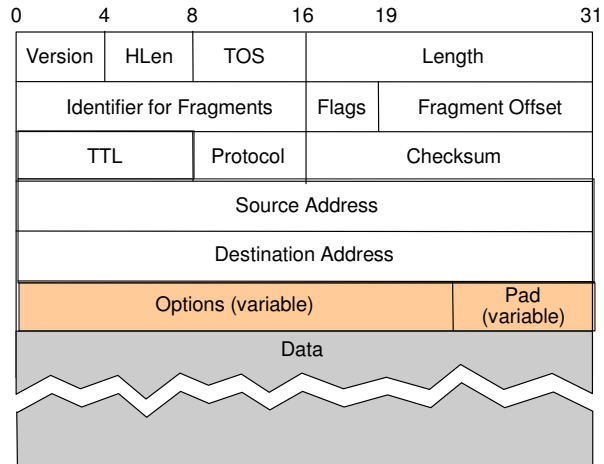 0 4 8 16 19 31
Version HLen TOS Length
Identifier for Fragments Flags Fragment Offset
TTL Protocol Checksum
Source Address
Destination Address
Options (variable) Pad
(variable)
Data